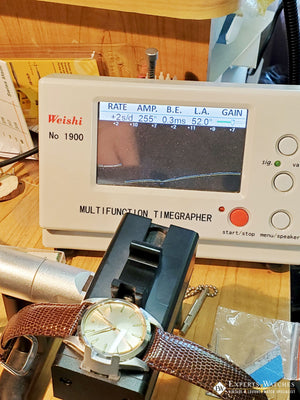 RATE AMP. B.E. L.A. GAIN
+2s/d 255° 0.3ms 52.0°
Weishi
No 1900
sig.
MULTIFUNCTION TIMEGRAPHER
start/stop menu/speaker
EXPERTS-WATCHES